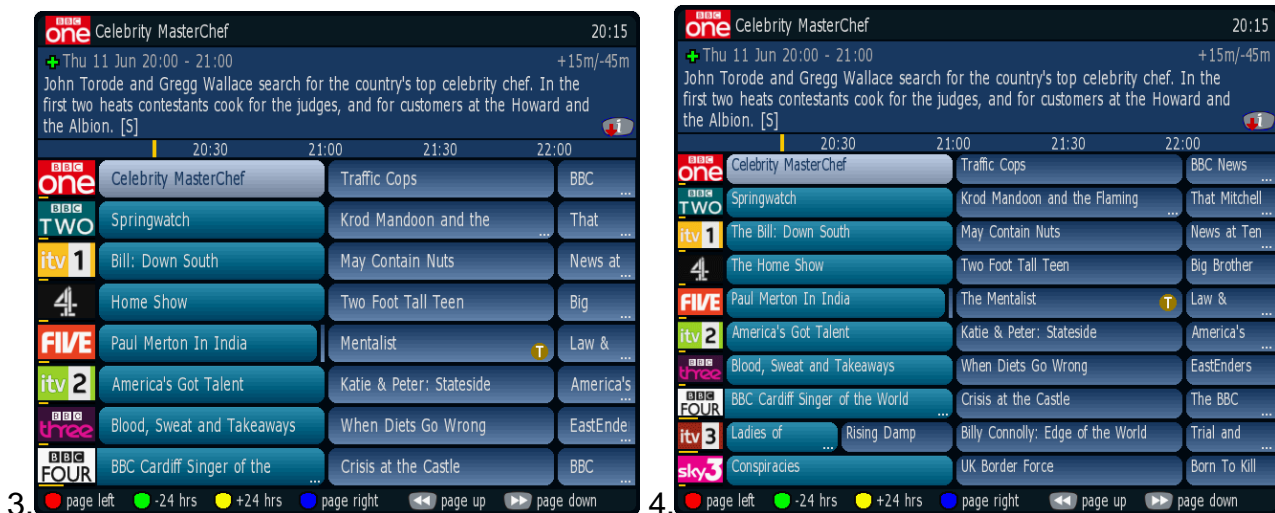 BBC one Celebrity MasterChef 20:15
Thu 11 Jun 20:00 - 21:00 +15m/-45m
John Torode and Gregg Wallace search for the country's top celebrity chef. In the
first two heats contestants cook for the judges, and for customers at the Howard and
the Albion. [S] i
20:30 21:00 21:30 22:00
BBC one Celebrity MasterChef Traffic Cops BBC ...
BBC TWO Springwatch Krod Mandoon and the ... That ...
itv 1 Bill: Down South May Contain Nuts News at ...
4 Home Show Two Foot Tall Teen Big ...
FIVE Paul Merton In India Mentalist T Law & ...
itv 2 America's Got Talent Katie & Peter: Stateside America's ...
BBC three Blood, Sweat and Takeaways When Diets Go Wrong EastEnde ...
BBC FOUR BBC Cardiff Singer of the ... Crisis at the Castle BBC ...
3. page left -24 hrs +24 hrs page right page up page down
BBC one Celebrity MasterChef 20:15
Thu 11 Jun 20:00 - 21:00 +15m/-45m
John Torode and Gregg Wallace search for the country's top celebrity chef. In the
first two heats contestants cook for the judges, and for customers at the Howard and
the Albion. [S] i
20:30 21:00 21:30 22:00
BBC one Celebrity MasterChef Traffic Cops BBC News ...
BBC TWO Springwatch Krod Mandoon and the Flaming ... That Mitchell ...
itv 1 The Bill: Down South May Contain Nuts News at Ten ...
4 The Home Show Two Foot Tall Teen Big Brother
FIVE Paul Merton In India The Mentalist T Law & ...
itv 2 America's Got Talent Katie & Peter: Stateside America's ...
BBC three Blood, Sweat and Takeaways When Diets Go Wrong EastEnders
BBC FOUR BBC Cardiff Singer of the World ... Crisis at the Castle The BBC ...
itv 3 Ladies of ... Rising Damp Billy Connolly: Edge of the World Trial and ...
sky 3 Conspiracies UK Border Force Born To Kill
4. page left -24 hrs +24 hrs page right page up page down